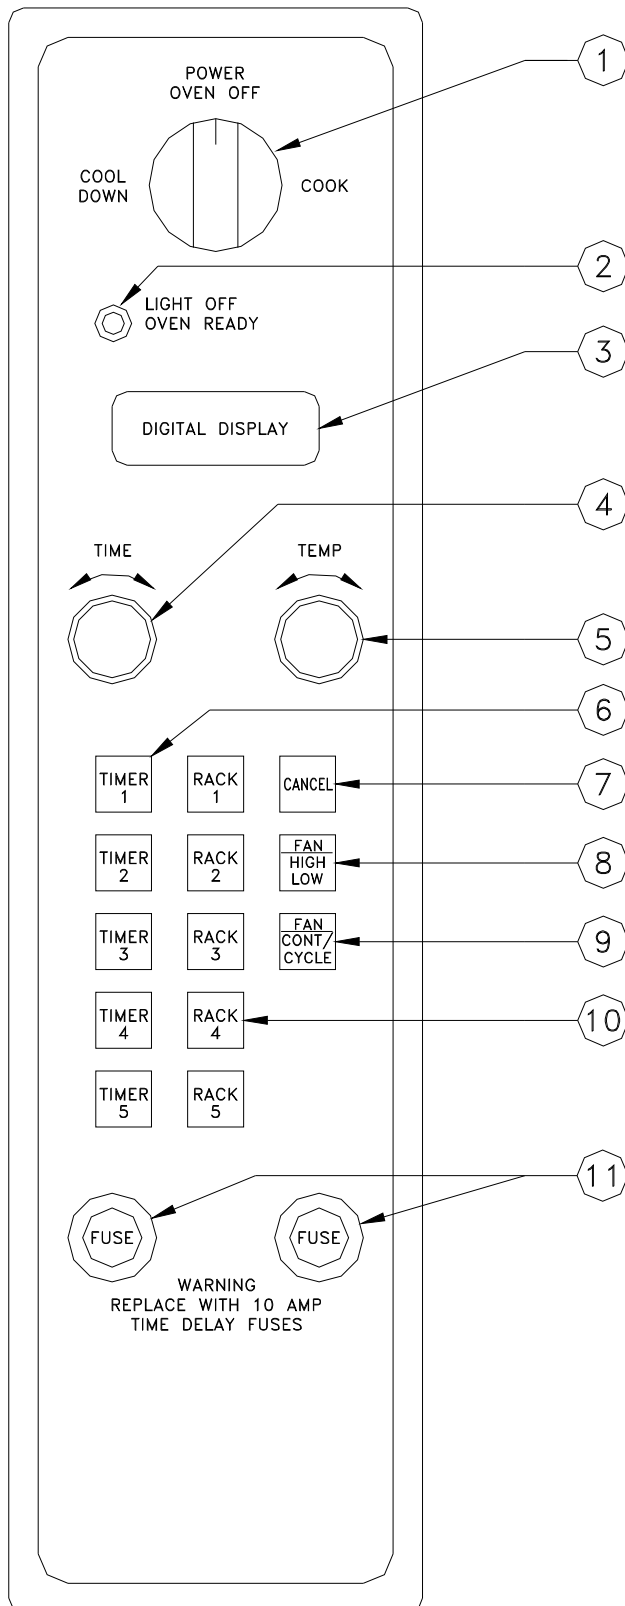 POWER
OVEN OFF
1
COOL
DOWN
COOK
2
LIGHT OFF
OVEN READY
3
DIGITAL DISPLAY
4
TIME
TEMP
5
6
TIMER
1
RACK
1
CANCEL
7
TIMER
2
RACK
2
FAN
HIGH
LOW
8
TIMER
3
RACK
3
FAN
CONT/
CYCLE
9
TIMER
4
RACK
4
10
TIMER
5
RACK
5
11
FUSE
FUSE
WARNING
REPLACE WITH 10 AMP
TIME DELAY FUSES